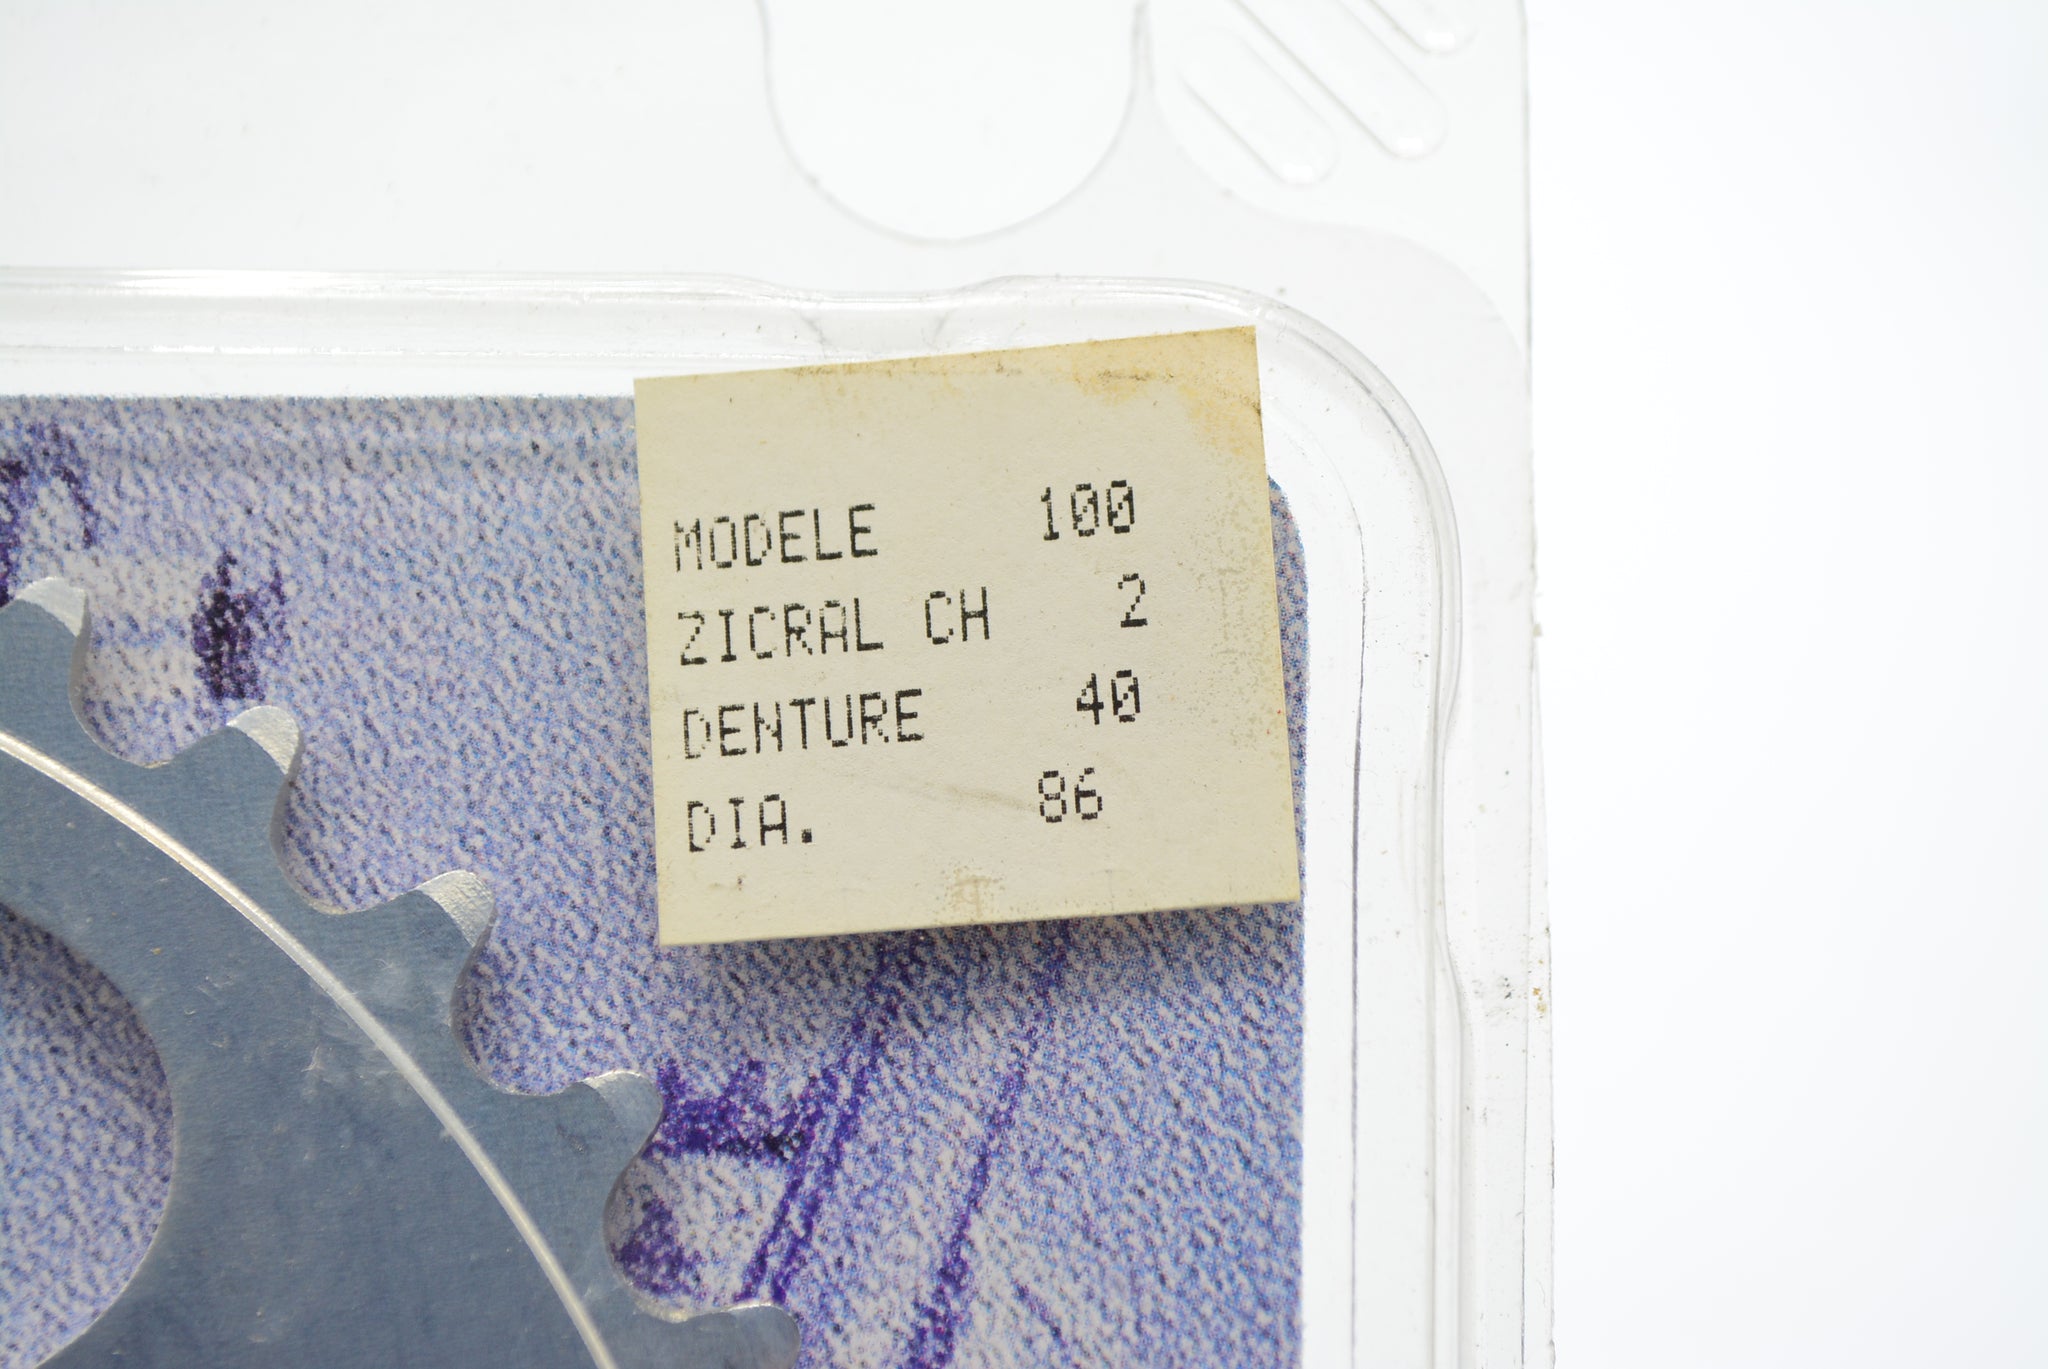 MODELE 100
ZICRAL CH 2
DENTURE 40
DIA. 86